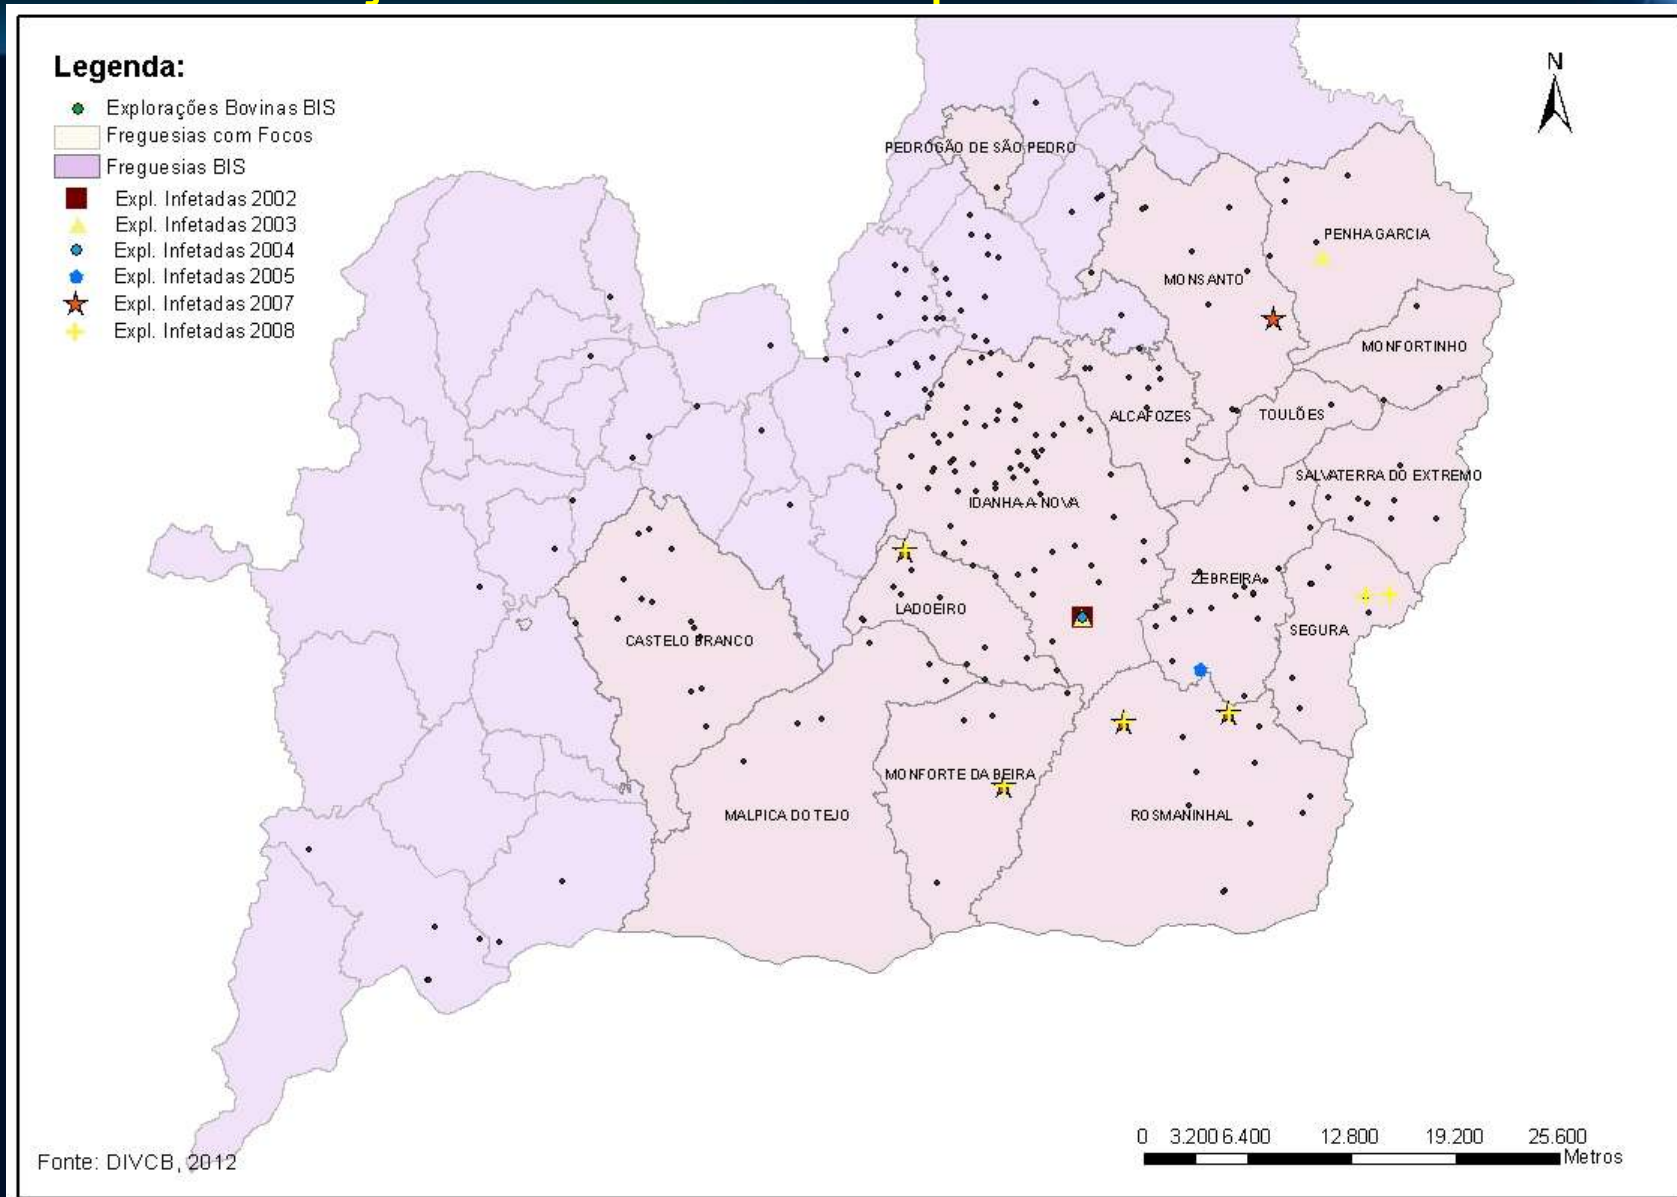 Legenda:
Explorações Bovinas BIS
Freguesias com Focos
Freguesias BIS
Expl. Infetadas 2002
Expl. Infetadas 2003
Expl. Infetadas 2004
Expl. Infetadas 2005
Expl. Infetadas 2007
Expl. Infetadas 2008
N
PEDROGÃO DE SÃO PEDRO
PENHA GARCIA
MONSANTO
MONFORTINHO
ALCAFOZES
TOULÕES
SALVATERRA DO EXTREMO
IDANHA-A-NOVA
ZEBREIRA
LADOEIRO
SEGURA
CASTELO BRANCO
MONFORTE DA BEIRA
MALPICA DO TEJO
ROSMANINHAL
0 3.200 6.400 12.800 19.200 25.600
Metros
Fonte: DIVCB, 2012